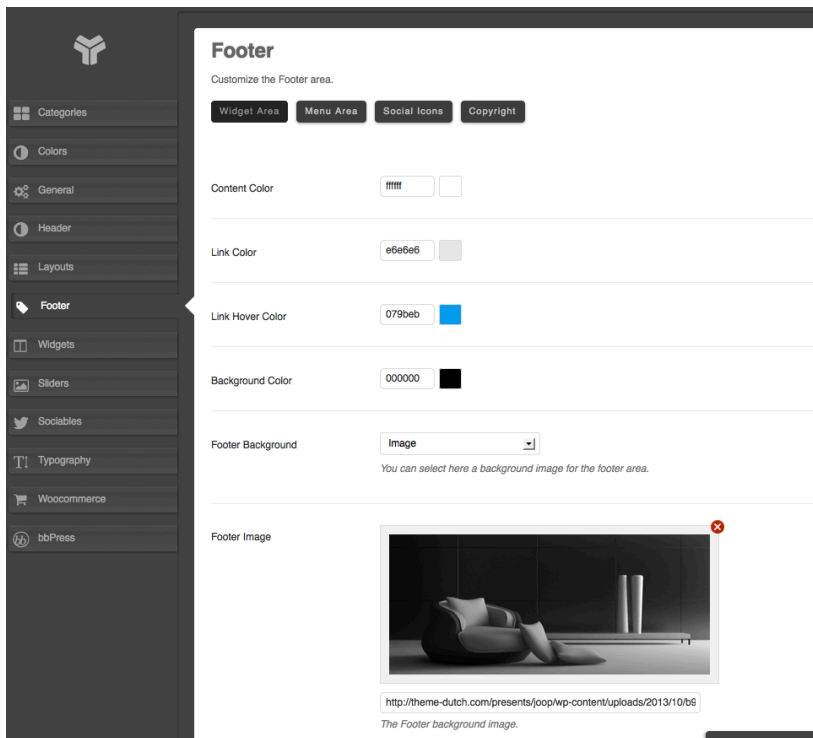 Categories
Colors
General
Header
Layouts
Footer
Widgets
Sliders
Sociables
Typography
Woocommerce
bbPress
Footer
Customize the Footer area.
Widget Area
Menu Area
Social Icons
Copyright
Content Color
ffffff
Link Color
e6e6e6
Link Hover Color
079beb
Background Color
000000
Footer Background
Image
You can select here a background image for the footer area.
Footer Image
http://theme-dutch.com/presents/joop/wp-content/uploads/2013/10/b9
The Footer background image.